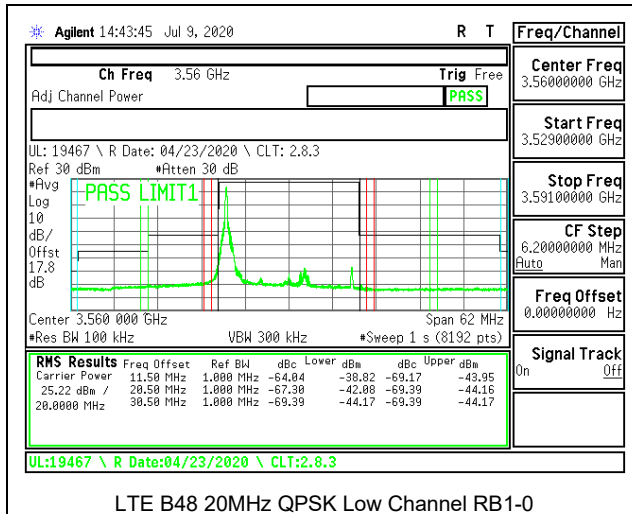 Agilent 14:43:45 Jul 9, 2020 R T
Ch Freq 3.56 GHz Trig Free
Adj Channel Power PASS
UL: 19467 \ R Date: 04/23/2020 \ CLT: 2.8.3
Ref 30 dBm #Atten 30 dB
#Avg
Log
10
dB/
Offst
17.8
dB
PASS LIMIT1
Center 3.560 000 GHz Span 62 MHz
#Res BW 100 kHz VBW 300 kHz #Sweep 1 s (8192 pts)
RMS Results Freq Offset Ref BW dBc Lower dBm dBc Upper dBm
Carrier Power 11.50 MHz 1.000 MHz -64.04 -38.82 -69.17 -43.95
25.22 dBm / 20.50 MHz 1.000 MHz -67.30 -42.08 -69.39 -44.16
20.0000 MHz 30.50 MHz 1.000 MHz -69.39 -44.17 -69.39 -44.17
UL:19467 \ R Date:04/23/2020 \ CLT:2.8.3
Freq/Channel
Center Freq
3.56000000 GHz
Start Freq
3.52900000 GHz
Stop Freq
3.59100000 GHz
CF Step
6.20000000 MHz
Auto Man
Freq Offset
0.00000000 Hz
Signal Track
On Off
LTE B48 20MHz QPSK Low Channel RB1-0